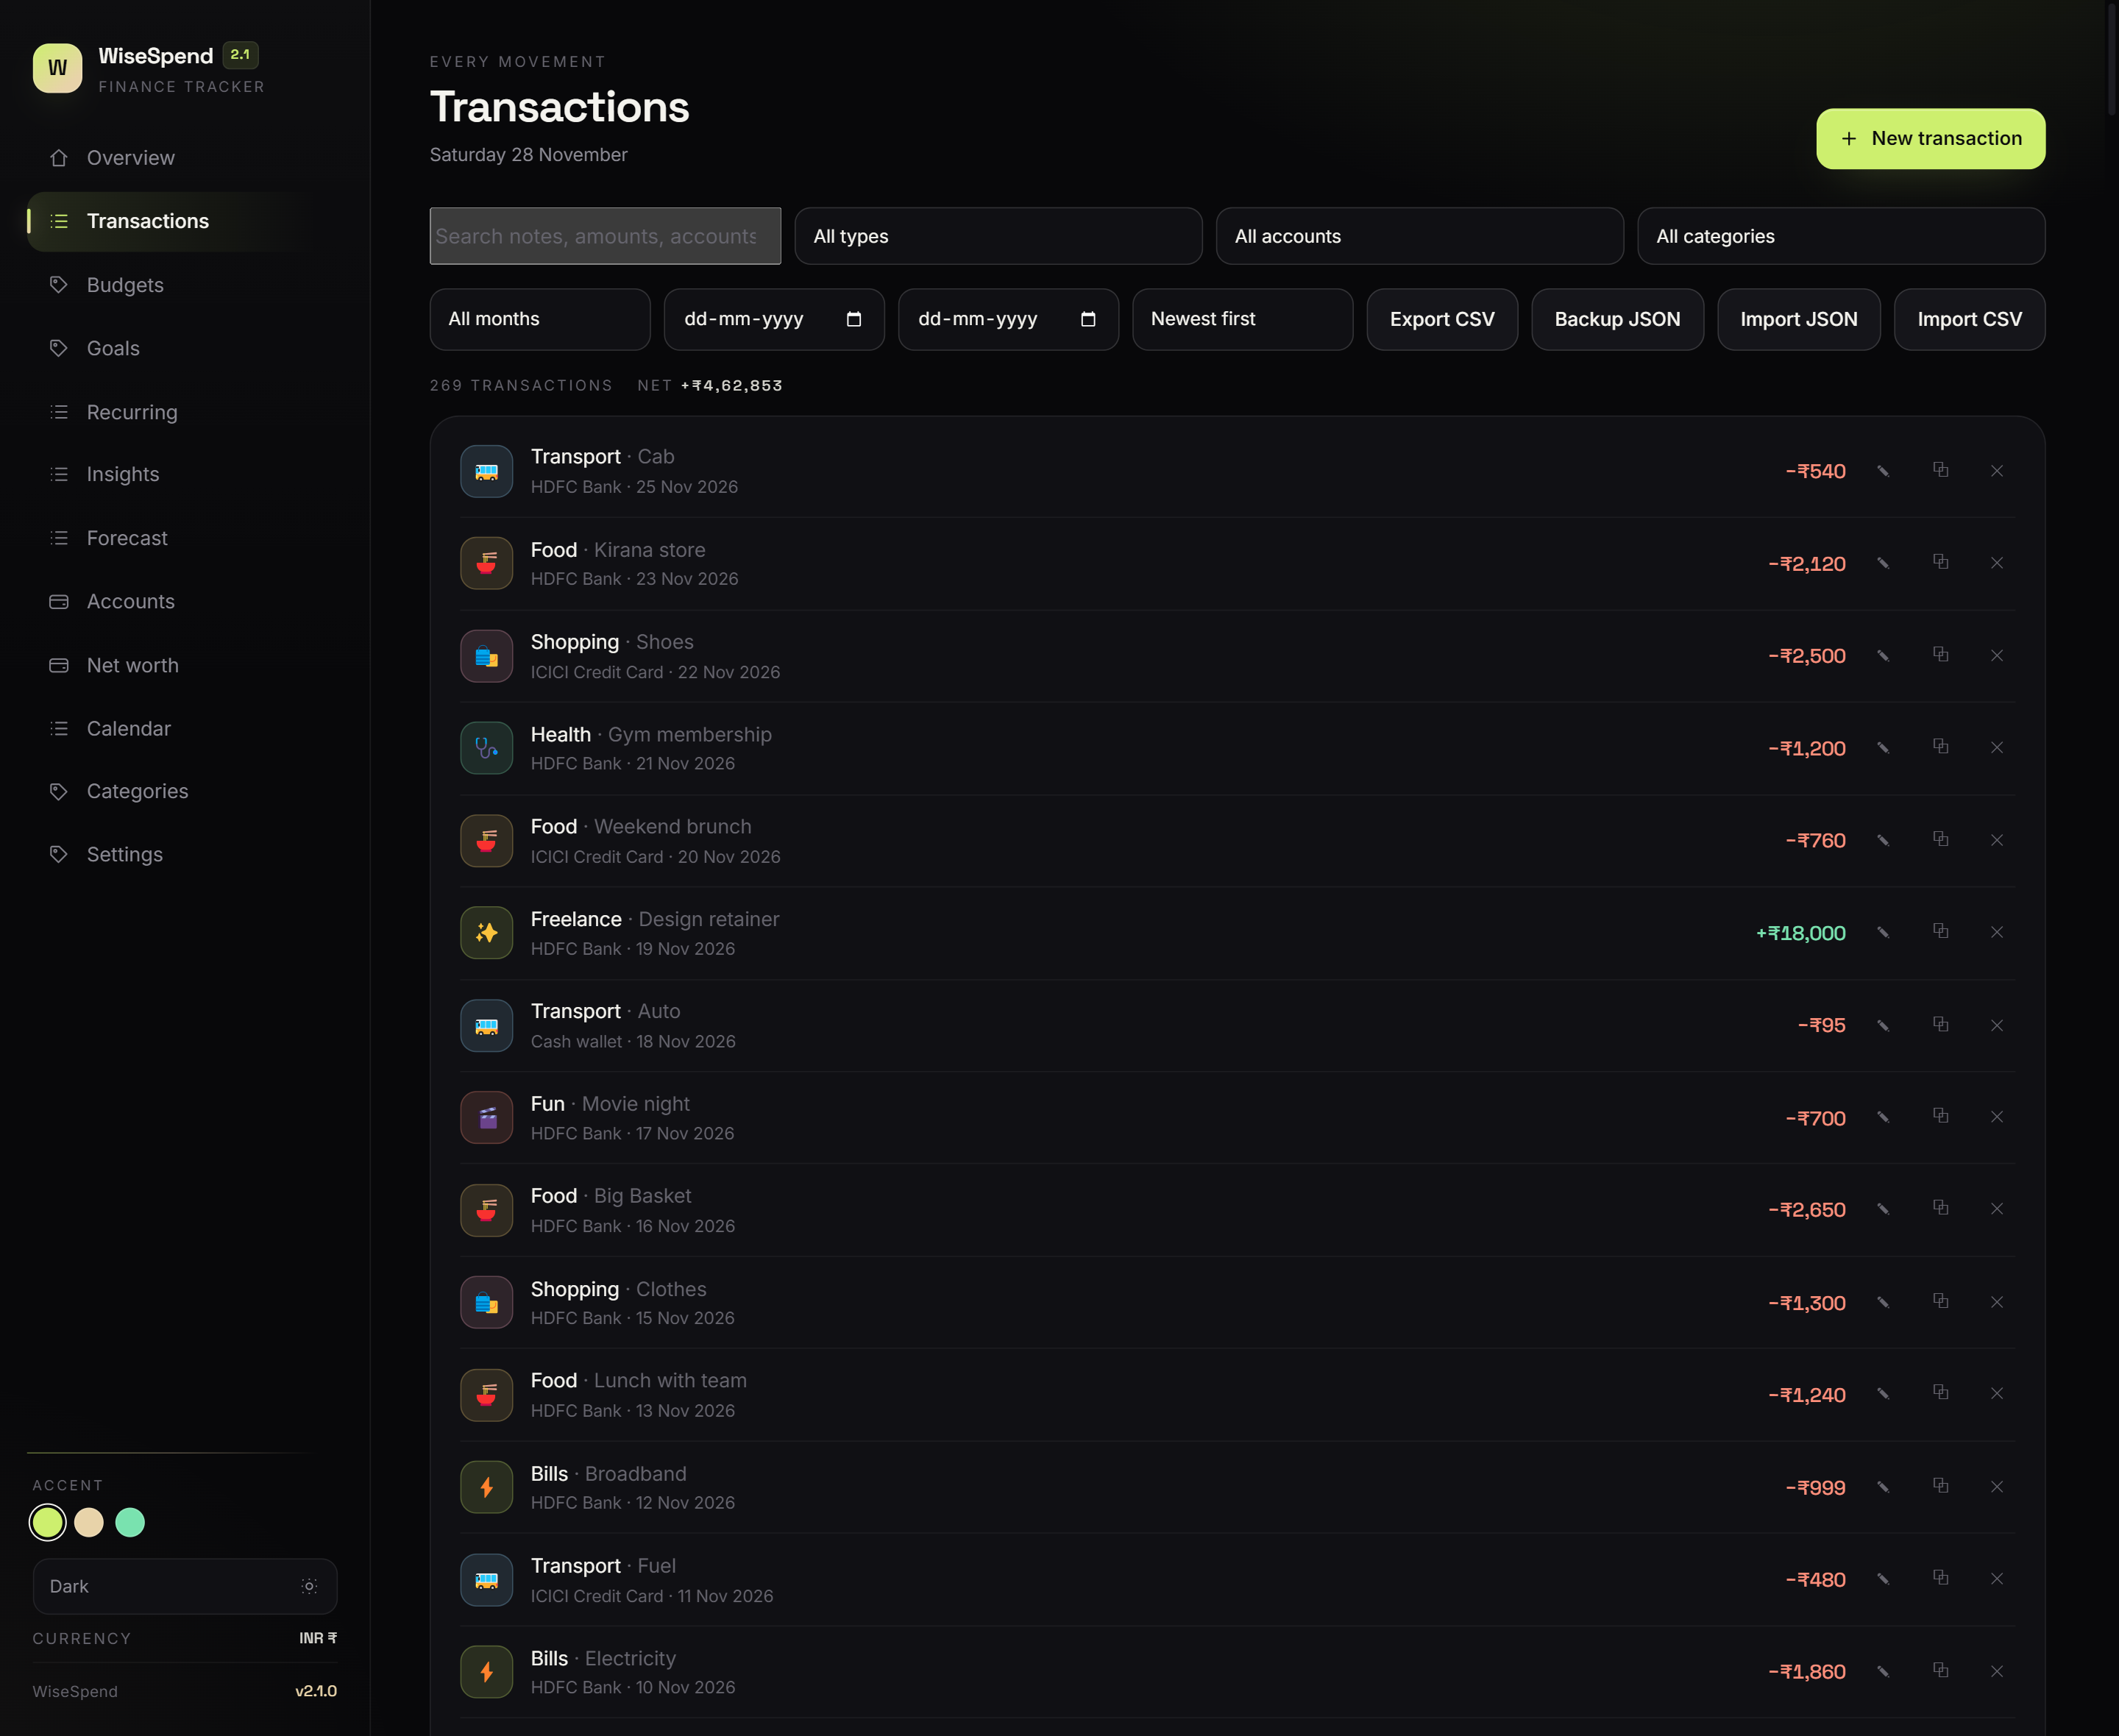 W
WiseSpend 2.1
FINANCE TRACKER
Overview
Transactions
Budgets
Goals
Recurring
Insights
Forecast
Accounts
Net worth
Calendar
Categories
Settings
ACCENT
Dark
CURRENCY INR ₹
WiseSpend v2.1.0
EVERY MOVEMENT
Transactions
Saturday 28 November
+ New transaction
Search notes, amounts, accounts
All types
All accounts
All categories
All months
dd-mm-yyyy
dd-mm-yyyy
Newest first
Export CSV
Backup JSON
Import JSON
Import CSV
269 TRANSACTIONS NET +₹4,62,853
Transport · Cab
HDFC Bank · 25 Nov 2026
−₹540
Food · Kirana store
HDFC Bank · 23 Nov 2026
−₹2,120
Shopping · Shoes
ICICI Credit Card · 22 Nov 2026
−₹2,500
Health · Gym membership
HDFC Bank · 21 Nov 2026
−₹1,200
Food · Weekend brunch
ICICI Credit Card · 20 Nov 2026
−₹760
Freelance · Design retainer
HDFC Bank · 19 Nov 2026
+₹18,000
Transport · Auto
Cash wallet · 18 Nov 2026
−₹95
Fun · Movie night
HDFC Bank · 17 Nov 2026
−₹700
Food · Big Basket
HDFC Bank · 16 Nov 2026
−₹2,650
Shopping · Clothes
HDFC Bank · 15 Nov 2026
−₹1,300
Food · Lunch with team
HDFC Bank · 13 Nov 2026
−₹1,240
Bills · Broadband
HDFC Bank · 12 Nov 2026
−₹999
Transport · Fuel
ICICI Credit Card · 11 Nov 2026
−₹480
Bills · Electricity
HDFC Bank · 10 Nov 2026
−₹1,860